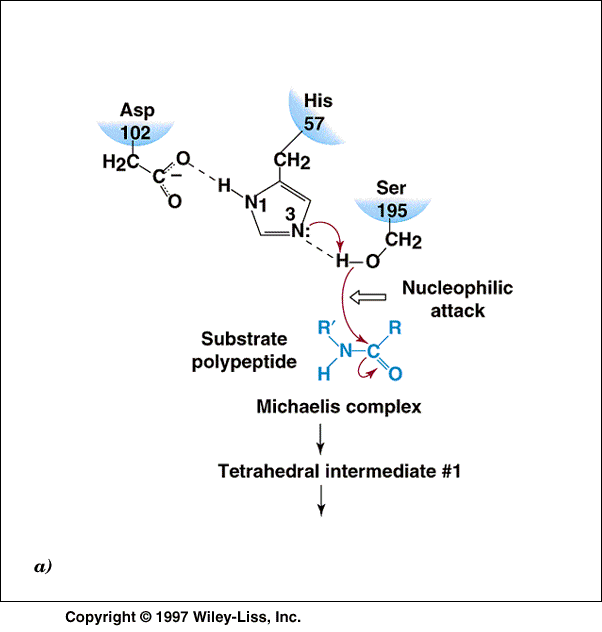 His
57
Asp
102
H2C
O
–
C
O
CH2
H
N
1
3
N:
Ser
195
CH2
H–O
Nucleophilic
attack
Substrate
polypeptide
R′
R
N–C
H
O
Michaelis complex
Tetrahedral intermediate #1
a)
Copyright © 1997 Wiley-Liss, Inc.